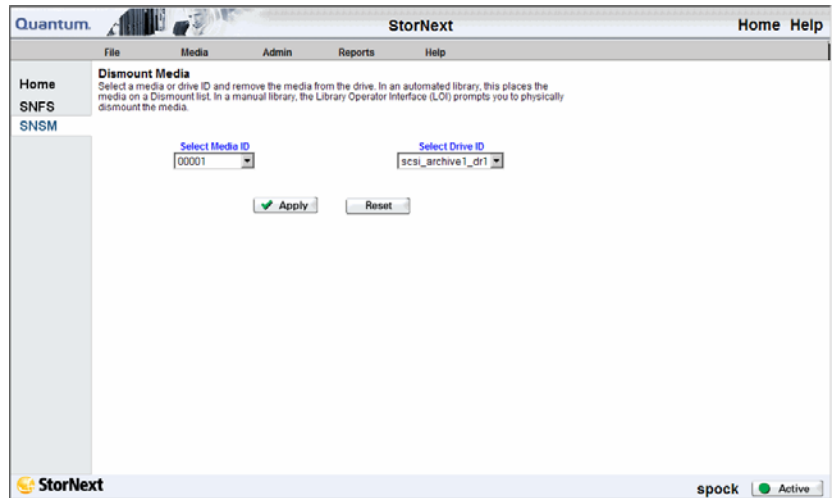 Quantum.
StorNext
Home Help
File Media Admin Reports Help
Home
SNFS
SNSM
Dismount Media
Select a media or drive ID and remove the media from the drive. In an automated library, this places the
media on a Dismount list. In a manual library, the Library Operator Interface (LOI) prompts you to physically
dismount the media.
Select Media ID
00001
Select Drive ID
scsi_archive1_dr1
Apply
Reset
StorNext
spock
Active